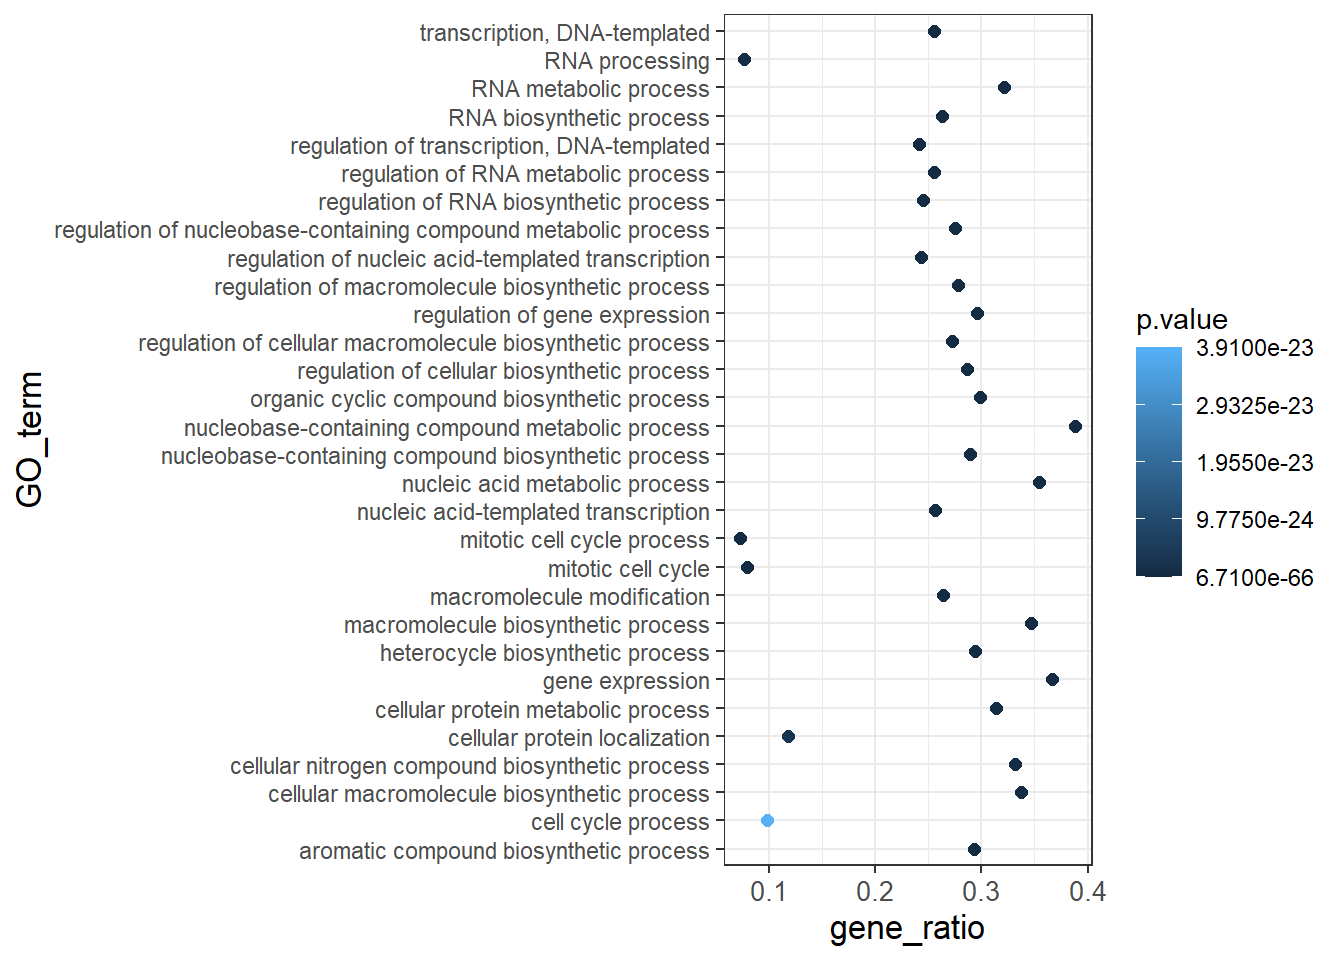 transcription, DNA-templated
RNA processing
RNA metabolic process
RNA biosynthetic process
regulation of transcription, DNA-templated
regulation of RNA metabolic process
regulation of RNA biosynthetic process
regulation of nucleobase-containing compound metabolic process
regulation of nucleic acid-templated transcription
regulation of macromolecule biosynthetic process
regulation of gene expression
regulation of cellular macromolecule biosynthetic process
regulation of cellular biosynthetic process
organic cyclic compound biosynthetic process
nucleobase-containing compound metabolic process
nucleobase-containing compound biosynthetic process
nucleic acid metabolic process
nucleic acid-templated transcription
mitotic cell cycle process
mitotic cell cycle
macromolecule modification
macromolecule biosynthetic process
heterocycle biosynthetic process
gene expression
cellular protein metabolic process
cellular protein localization
cellular nitrogen compound biosynthetic process
cellular macromolecule biosynthetic process
cell cycle process
aromatic compound biosynthetic process
GO_term
0.1 0.2 0.3 0.4
gene_ratio
p.value
3.9100e-23
2.9325e-23
1.9550e-23
9.7750e-24
6.7100e-66